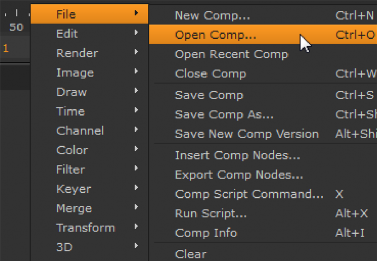 50
1
File
Edit
Render
Image
Draw
Time
Channel
Color
Filter
Keyer
Merge
Transform
3D
New Comp... Ctrl+N
Open Comp... Ctrl+O
Open Recent Comp
Close Comp Ctrl+W
Save Comp Ctrl+S
Save Comp As... Ctrl+Sh
Save New Comp Version Alt+Shi
Insert Comp Nodes...
Export Comp Nodes...
Comp Script Command... X
Run Script... Alt+X
Comp Info Alt+I
Clear